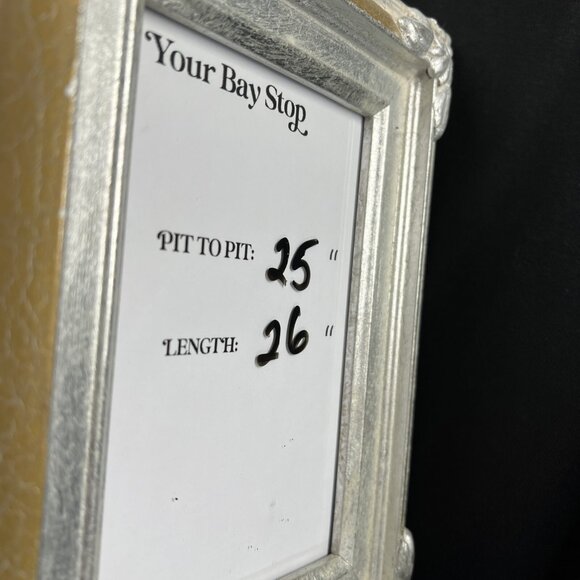 Your Bay Stop
PIT TO PIT: 25 "
LENGTH: 26 "